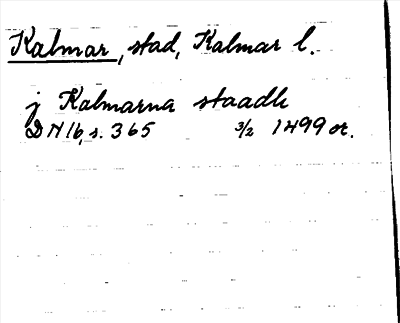 Kalmar, stad, Kalmar l.
j Kalmarna staadh
DN 16, s. 365 3/2 1499 or.